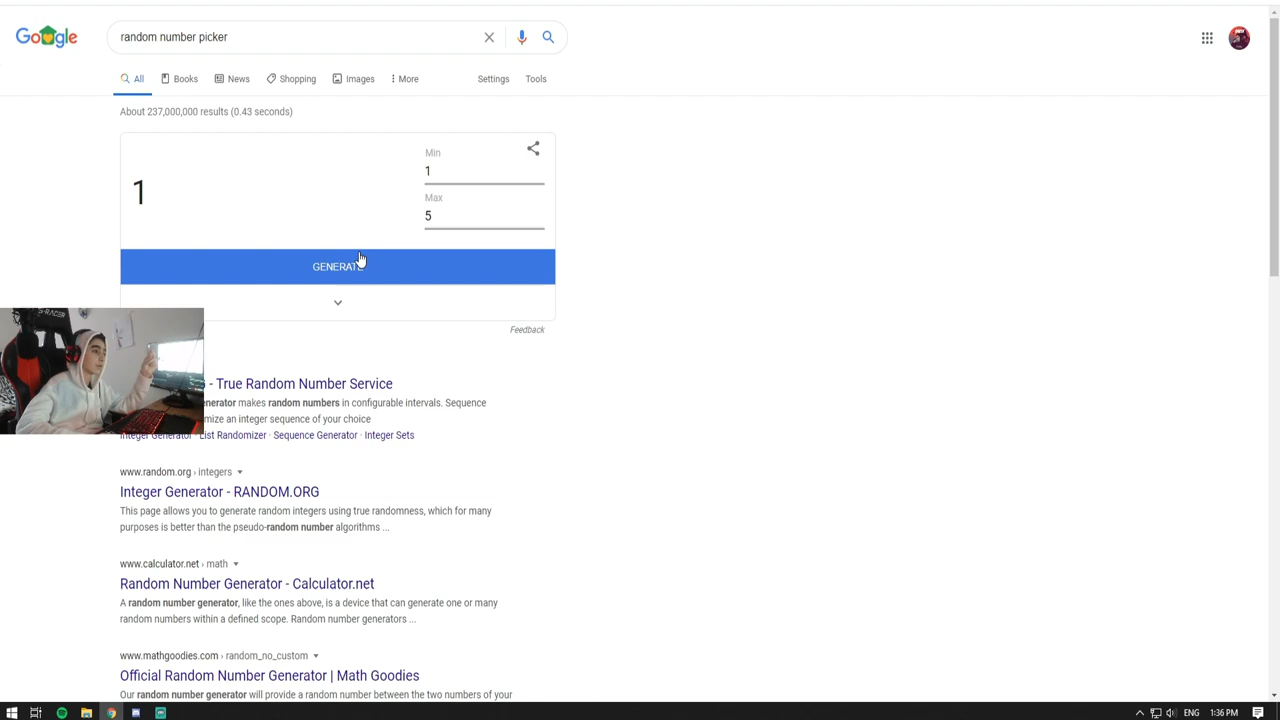 Google
random number picker
All Books News Shopping Images More Settings Tools
About 237,000,000 results (0.43 seconds)
Min
1
1
Max
5
GENERATE
Feedback
- True Random Number Service
makes random numbers in configurable intervals. Sequence
an integer sequence of your choice
Integer Generator · List Randomizer · Sequence Generator · Integer Sets
www.random.org › integers
Integer Generator - RANDOM.ORG
This page allows you to generate random integers using true randomness, which for many
purposes is better than the pseudo-random number algorithms ...
www.calculator.net › math
Random Number Generator - Calculator.net
A random number generator, like the ones above, is a device that can generate one or many
random numbers within a defined scope. Random number generators ...
www.mathgoodies.com › random_no_custom
Official Random Number Generator | Math Goodies
Our random number generator will provide a random number between the two numbers of your
ENG 1:36 PM